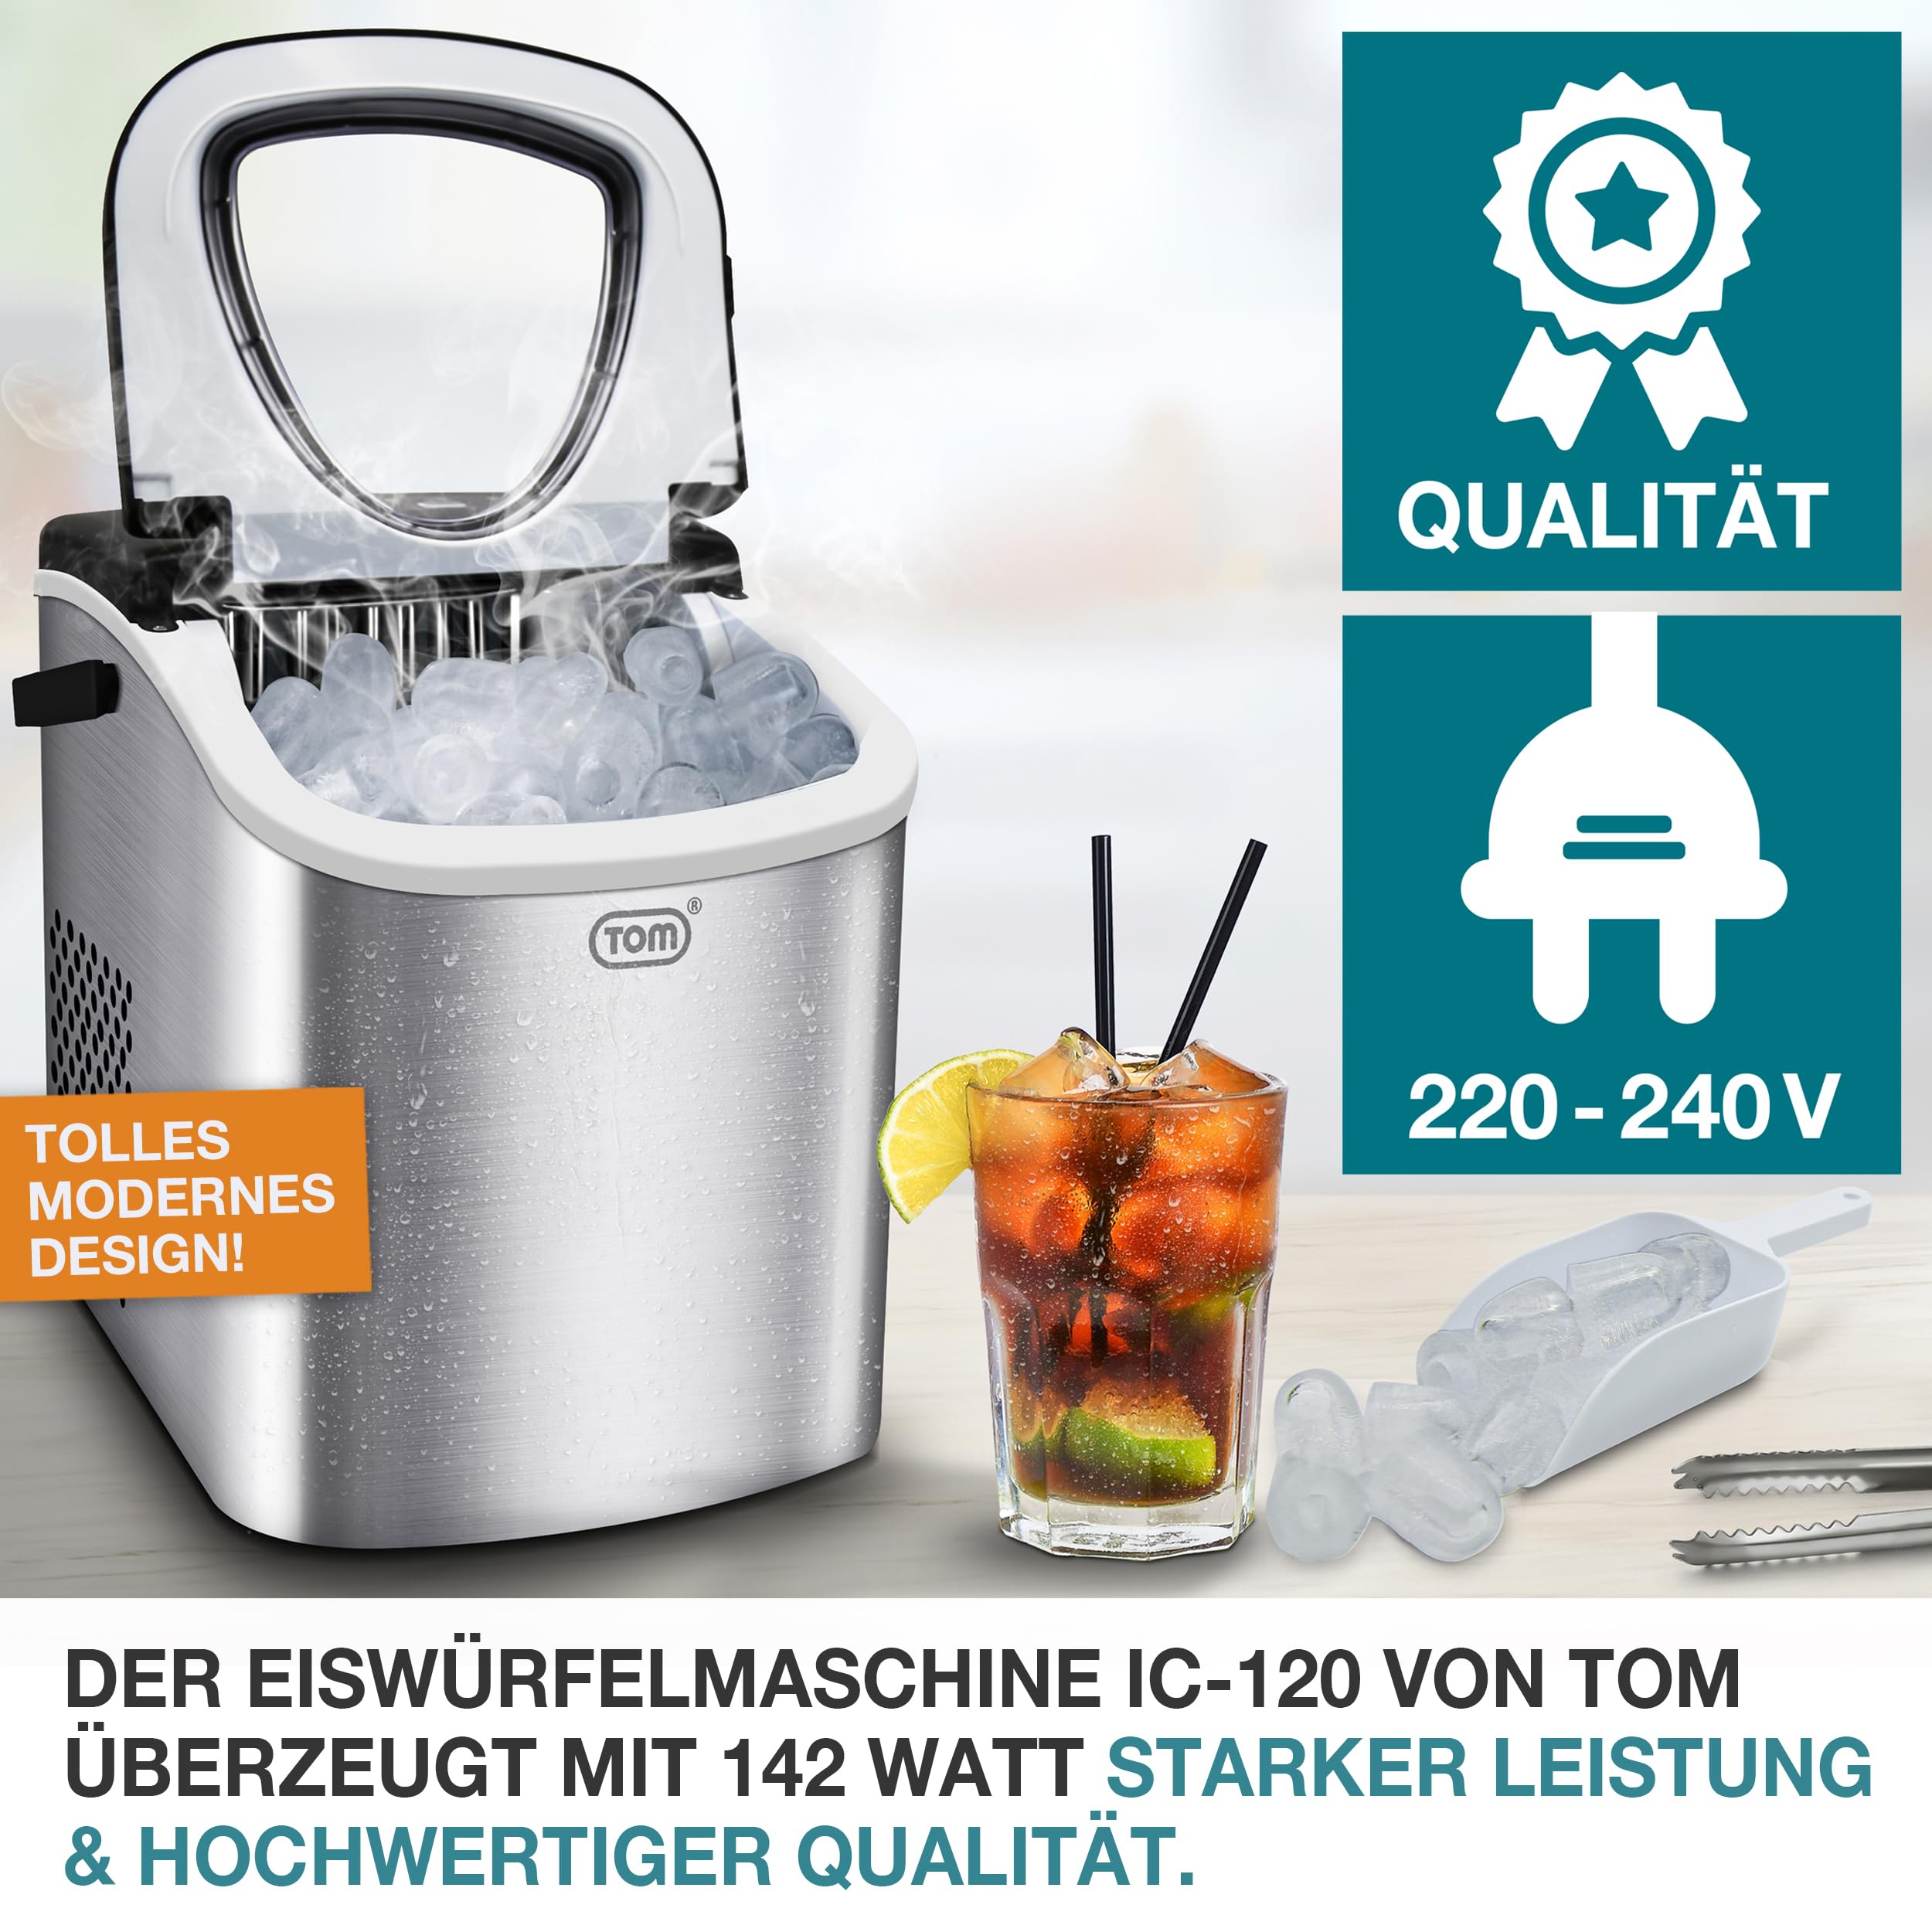 QUALITÄT
TOM®
220 - 240 V
TOLLES
MODERNES
DESIGN!
DER EISWÜRFELMASCHINE IC-120 VON TOM
ÜBERZEUGT MIT 142 WATT STARKER LEISTUNG
& HOCHWERTIGER QUALITÄT.